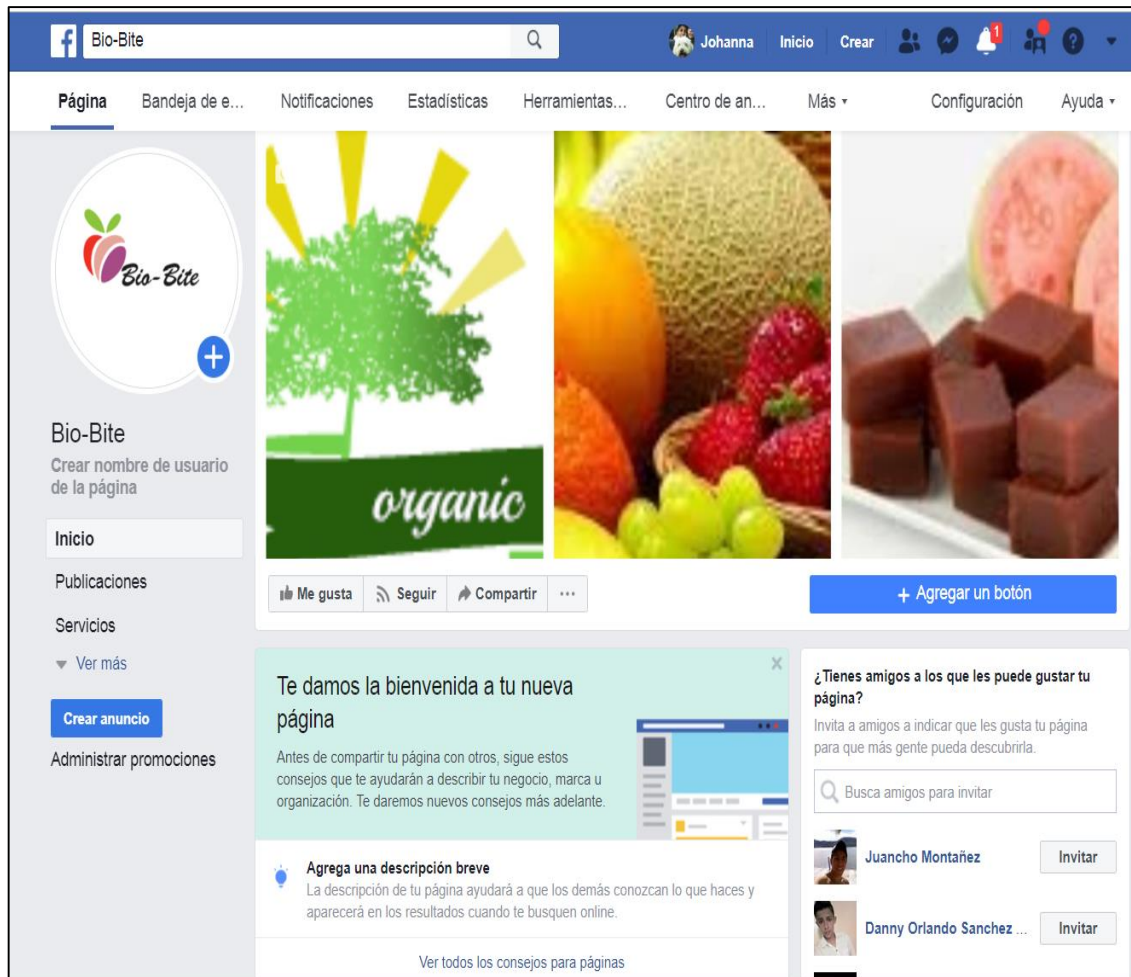 f
Bio-Bite
Johanna
Inicio
Crear
1
?
Página
Bandeja de e...
Notificaciones
Estadísticas
Herramientas...
Centro de an...
Más
Configuración
Ayuda
Bio-Bite
organic
Bio-Bite
Crear nombre de usuario
de la página
Inicio
Publicaciones
Servicios
Ver más
Crear anuncio
Administrar promociones
Me gusta
Seguir
Compartir
...
+ Agregar un botón
Te damos la bienvenida a tu nueva
página
Antes de compartir tu página con otros, sigue estos
consejos que te ayudarán a describir tu negocio, marca u
organización. Te daremos nuevos consejos más adelante.
Agrega una descripción breve
La descripción de tu página ayudará a que los demás conozcan lo que haces y
aparecerá en los resultados cuando te busquen online.
Ver todos los consejos para páginas
¿Tienes amigos a los que les puede gustar tu
página?
Invita a amigos a indicar que les gusta tu página
para que más gente pueda descubrirla.
Busca amigos para invitar
Juancho Montañez
Invitar
Danny Orlando Sanchez ...
Invitar